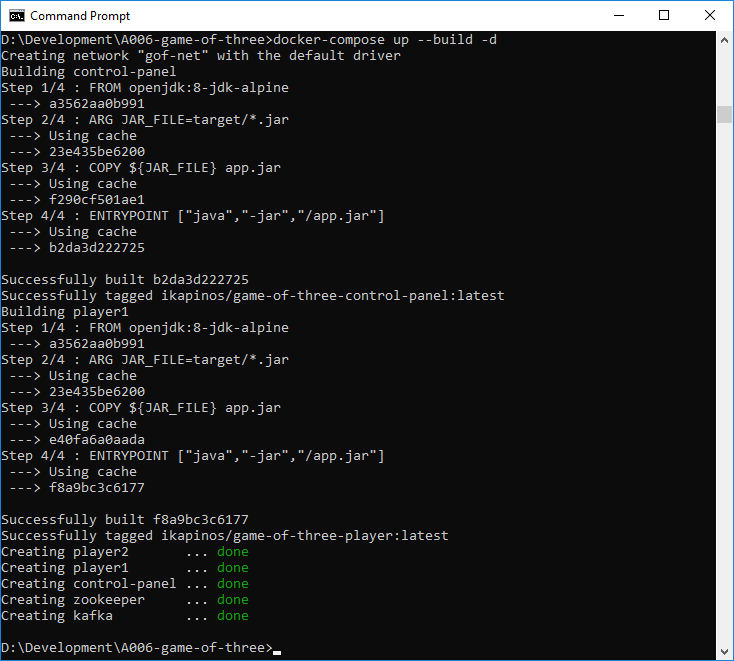 Command Prompt
D:\Development\A006-game-of-three>docker-compose up --build -d
Creating network "gof-net" with the default driver
Building control-panel
Step 1/4 : FROM openjdk:8-jdk-alpine
 ---> a3562aa0b991
Step 2/4 : ARG JAR_FILE=target/*.jar
 ---> Using cache
 ---> 23e435be6200
Step 3/4 : COPY ${JAR_FILE} app.jar
 ---> Using cache
 ---> f290cf501ae1
Step 4/4 : ENTRYPOINT ["java","-jar","/app.jar"]
 ---> Using cache
 ---> b2da3d222725

Successfully built b2da3d222725
Successfully tagged ikapinos/game-of-three-control-panel:latest
Building player1
Step 1/4 : FROM openjdk:8-jdk-alpine
 ---> a3562aa0b991
Step 2/4 : ARG JAR_FILE=target/*.jar
 ---> Using cache
 ---> 23e435be6200
Step 3/4 : COPY ${JAR_FILE} app.jar
 ---> Using cache
 ---> e40fa6a0aada
Step 4/4 : ENTRYPOINT ["java","-jar","/app.jar"]
 ---> Using cache
 ---> f8a9bc3c6177

Successfully built f8a9bc3c6177
Successfully tagged ikapinos/game-of-three-player:latest
Creating player2       ... done
Creating player1       ... done
Creating control-panel ... done
Creating zookeeper     ... done
Creating kafka         ... done

D:\Development\A006-game-of-three>